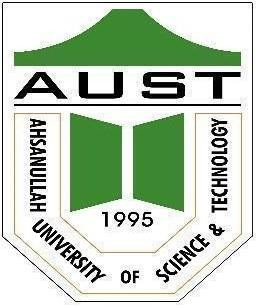 AUST
1995
AHSANULLAH UNIVERSITY OF SCIENCE & TECHNOLOGY